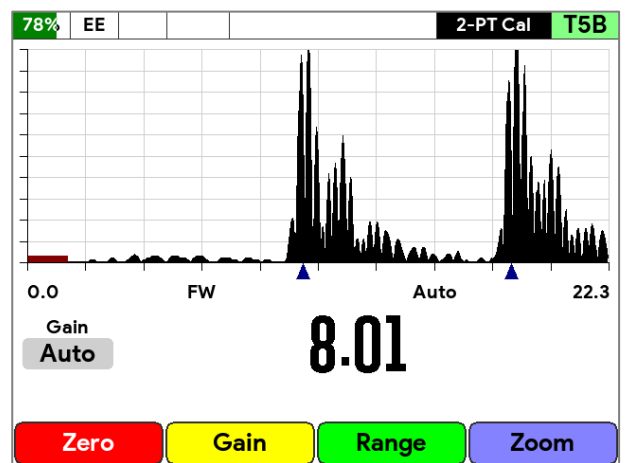 78% EE 2-PT Cal T5B
0.0 FW Auto 22.3
Gain
Auto
8.01
Zero Gain Range Zoom